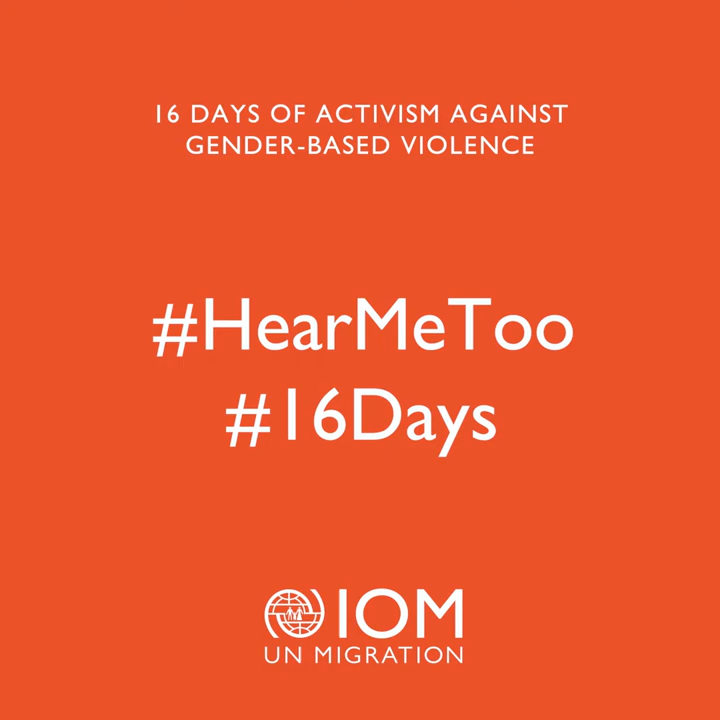 16 DAYS OF ACTIVISM AGAINST
GENDER-BASED VIOLENCE
#HearMeToo
#16Days
IOM
UN MIGRATION